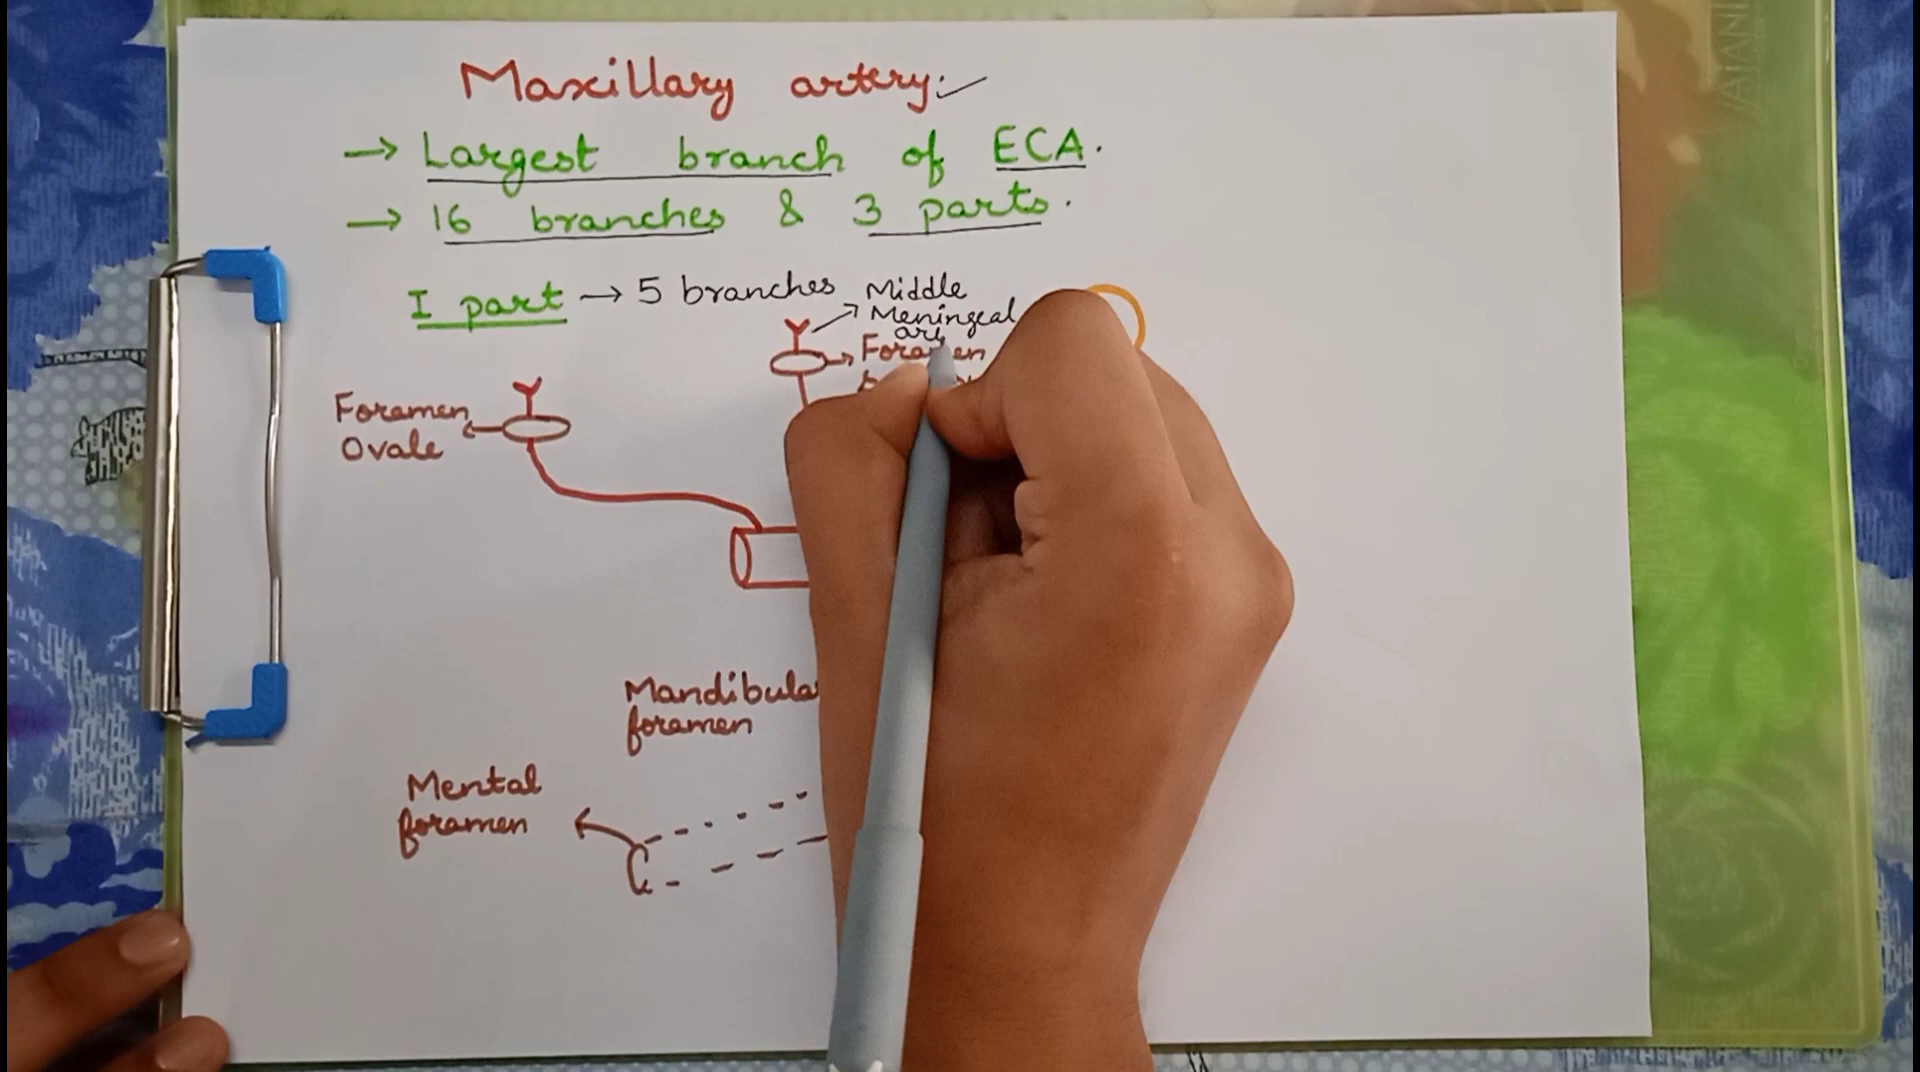 Maxillary artery:
→ Largest branch of ECA.
→ 16 branches & 3 parts.
I part → 5 branches
Middle
Meningeal
Foramen
Foramen
Ovale
Mandibular
foramen
Mental
foramen